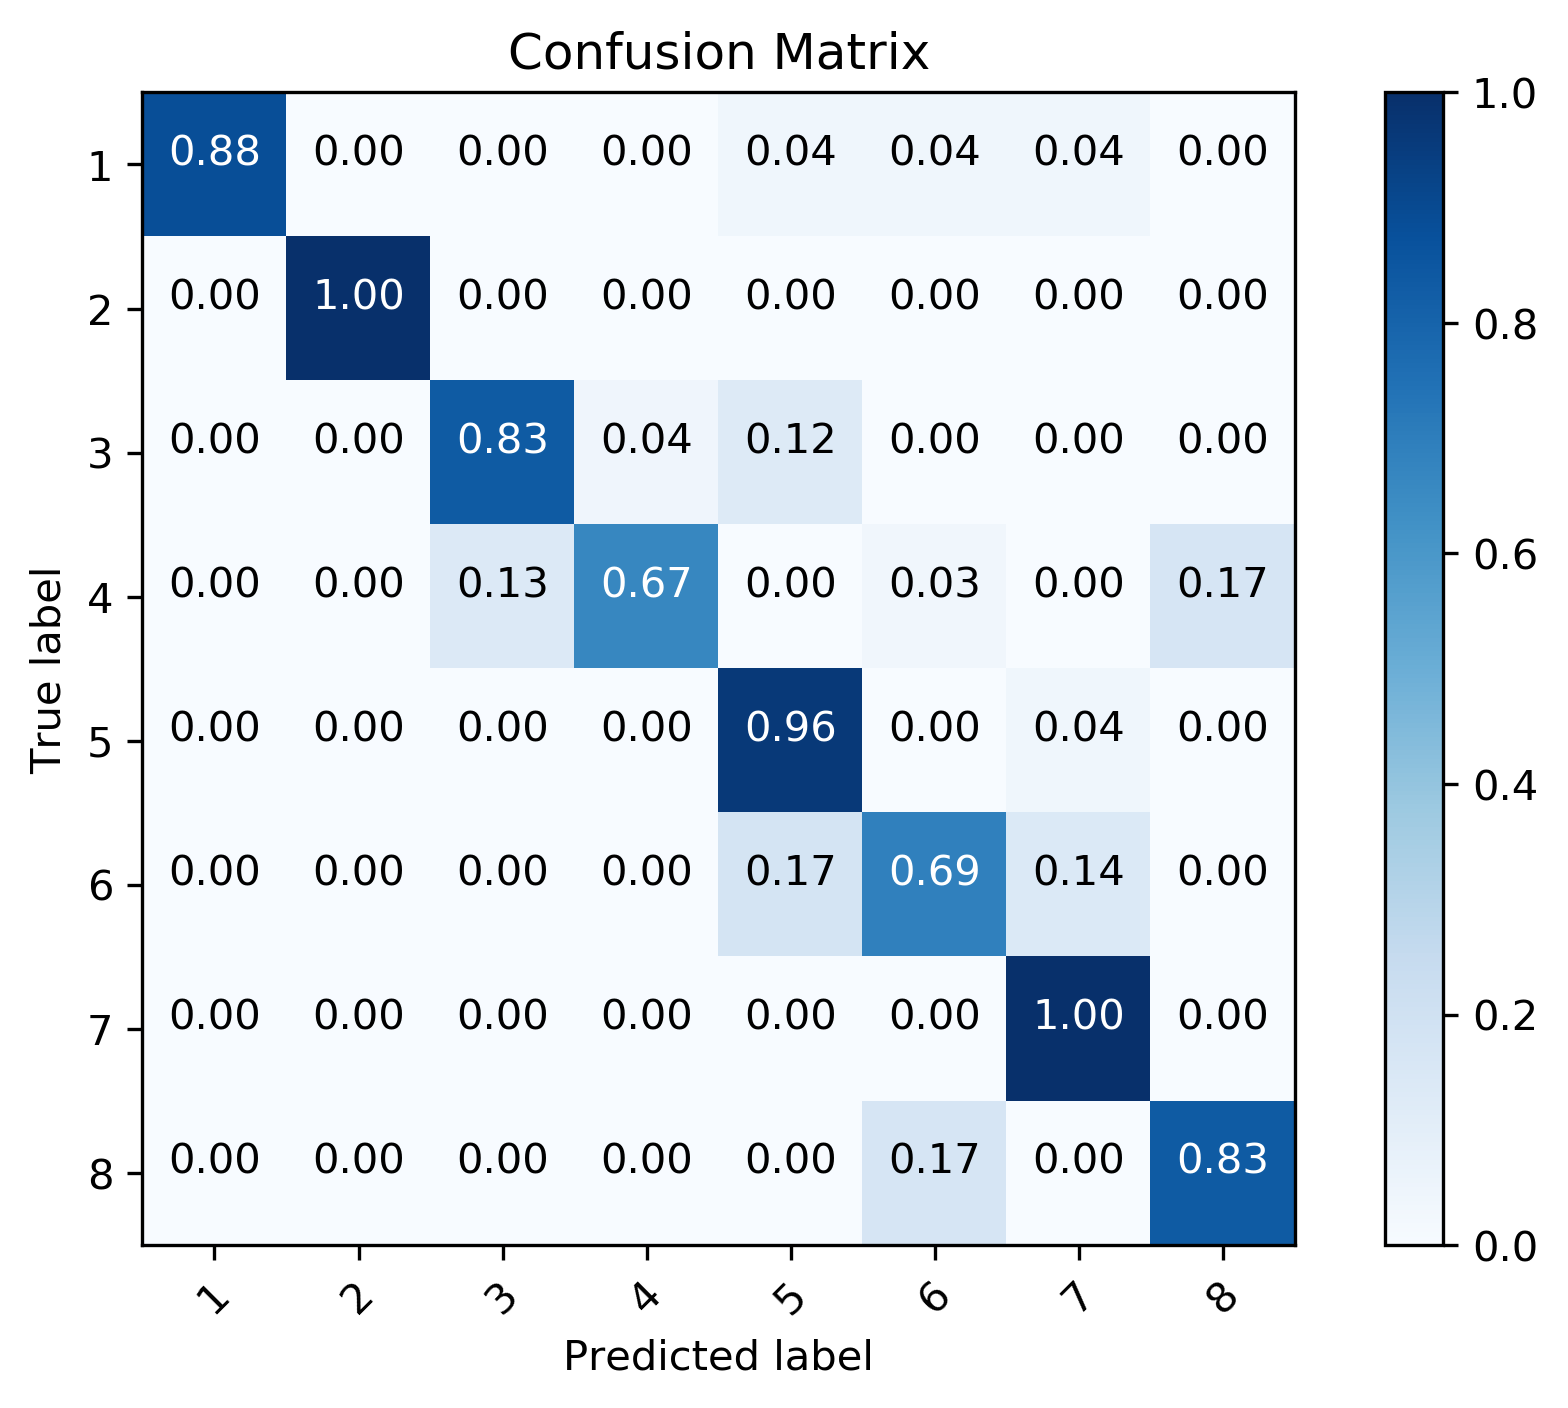 Confusion Matrix
1 0.88 0.00 0.00 0.00 0.04 0.04 0.04 0.00
2 0.00 1.00 0.00 0.00 0.00 0.00 0.00 0.00
3 0.00 0.00 0.83 0.04 0.12 0.00 0.00 0.00
4 0.00 0.00 0.13 0.67 0.00 0.03 0.00 0.17
5 0.00 0.00 0.00 0.00 0.96 0.00 0.04 0.00
6 0.00 0.00 0.00 0.00 0.17 0.69 0.14 0.00
7 0.00 0.00 0.00 0.00 0.00 0.00 1.00 0.00
8 0.00 0.00 0.00 0.00 0.00 0.17 0.00 0.83
1 2 3 4 5 6 7 8
Predicted label
True label
1.0
0.8
0.6
0.4
0.2
0.0